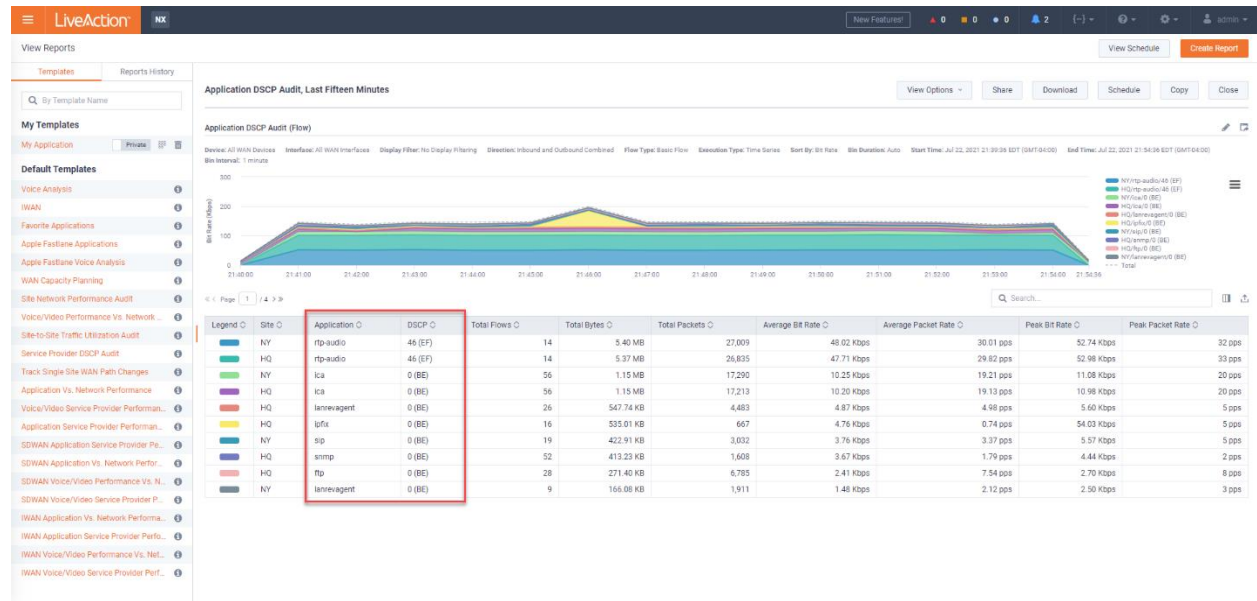 LiveAction NX New Features! 0 0 0 2 admin
View Reports View Schedule Create Report
Templates Reports History
By Template Name
My Templates
My Application Private
Default Templates
Voice Analysis
IWAN
Favorite Applications
Apple Fastlane Applications
Apple Fastlane Voice Analysis
WAN Capacity Planning
Site Network Performance Audit
Voice/Video Performance Vs. Network ...
Site-to-Site Traffic Utilization Audit
Service Provider DSCP Audit
Track Single Site WAN Path Changes
Application Vs. Network Performance
Voice/Video Service Provider Performan...
Application Service Provider Performan...
SDWAN Application Service Provider Pe...
SDWAN Application Vs. Network Perfor...
SDWAN Voice/Video Performance Vs. N...
SDWAN Voice/Video Service Provider P...
IWAN Application Vs. Network Performa...
IWAN Application Service Provider Perfo...
IWAN Voice/Video Performance Vs. Net...
IWAN Voice/Video Service Provider Perf...
Application DSCP Audit, Last Fifteen Minutes View Options Share Download Schedule Copy Close
Application DSCP Audit (Flow)
Device: All WAN Devices Interface: All WAN Interfaces Display Filter: No Display Filtering Direction: Inbound and Outbound Combined Flow Type: Basic Flow Execution Type: Time Series Sort By: Bit Rate Bin Duration: Auto Start Time: Jul 22, 2021 21:39:36 EDT (GMT-04:00) End Time: Jul 22, 2021 21:54:36 EDT (GMT-04:00)
Bin Interval: 1 minute
Bit Rate (Kbps)
300
200
100
0
21:40:00 21:41:00 21:42:00 21:43:00 21:44:00 21:45:00 21:46:00 21:47:00 21:48:00 21:49:00 21:50:00 21:51:00 21:52:00 21:53:00 21:54:00 21:54:36
NY/rtp-audio/46 (EF)
HQ/rtp-audio/46 (EF)
NY/ica/0 (BE)
HQ/ica/0 (BE)
HQ/lanrevagent/0 (BE)
HQ/ipfix/0 (BE)
NY/sip/0 (BE)
HQ/snmp/0 (BE)
HQ/ftp/0 (BE)
NY/lanrevagent/0 (BE)
Total
Page 1 / 4 Search...
Legend Site Application DSCP Total Flows Total Bytes Total Packets Average Bit Rate Average Packet Rate Peak Bit Rate Peak Packet Rate
NY rtp-audio 46 (EF) 14 5.40 MB 27,009 48.02 Kbps 30.01 pps 52.74 Kbps 32 pps
HQ rtp-audio 46 (EF) 14 5.37 MB 26,835 47.71 Kbps 29.82 pps 52.98 Kbps 33 pps
NY ica 0 (BE) 56 1.15 MB 17,290 10.25 Kbps 19.21 pps 11.08 Kbps 20 pps
HQ ica 0 (BE) 56 1.15 MB 17,213 10.20 Kbps 19.13 pps 10.98 Kbps 20 pps
HQ lanrevagent 0 (BE) 26 547.74 KB 4,483 4.87 Kbps 4.98 pps 5.60 Kbps 5 pps
HQ ipfix 0 (BE) 16 535.01 KB 667 4.76 Kbps 0.74 pps 54.03 Kbps 5 pps
NY sip 0 (BE) 19 422.91 KB 3,032 3.76 Kbps 3.37 pps 5.57 Kbps 5 pps
HQ snmp 0 (BE) 52 413.23 KB 1,608 3.67 Kbps 1.79 pps 4.44 Kbps 2 pps
HQ ftp 0 (BE) 28 271.40 KB 6,785 2.41 Kbps 7.54 pps 2.70 Kbps 8 pps
NY lanrevagent 0 (BE) 9 166.08 KB 1,911 1.48 Kbps 2.12 pps 2.50 Kbps 3 pps